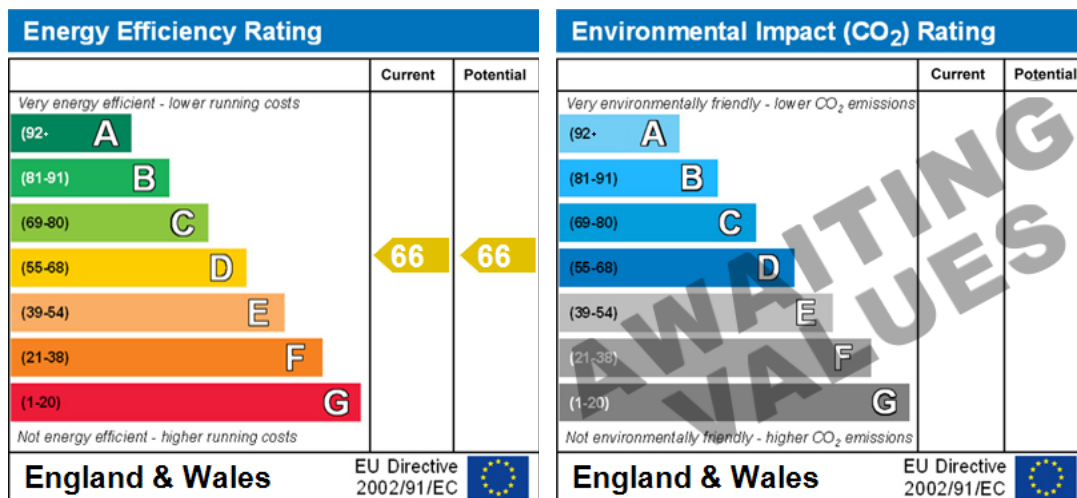 Energy Efficiency Rating
Current Potential
Very energy efficient - lower running costs
(92- A
(81-91) B
(69-80) C
(55-68) D
66 66
(39-54) E
(21-38) F
(1-20) G
Not energy efficient - higher running costs
England & Wales
EU Directive
2002/91/EC
Environmental Impact (CO₂) Rating
Current Potential
Very environmentally friendly - lower CO₂ emissions
(92- A
(81-91) B
(69-80) C
(55-68) D
(39-54) E
(21-38) F
(1-20) G
AWAITING
VALUES
Not environmentally friendly - higher CO₂ emissions
England & Wales
EU Directive
2002/91/EC